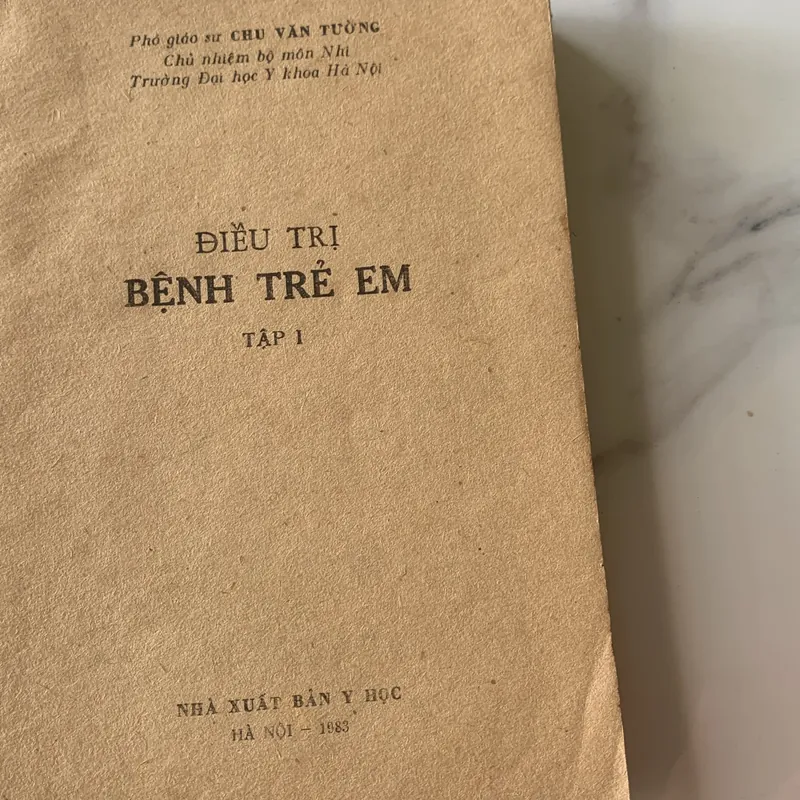 Phó giáo sư CHU VĂN TƯỜNG
Chủ nhiệm bộ môn Nhi
Trường Đại học Y khoa Hà Nội
ĐIỀU TRỊ
BỆNH TRẺ EM
TẬP I
NHÀ XUẤT BẢN Y HỌC
HÀ NỘI — 1983